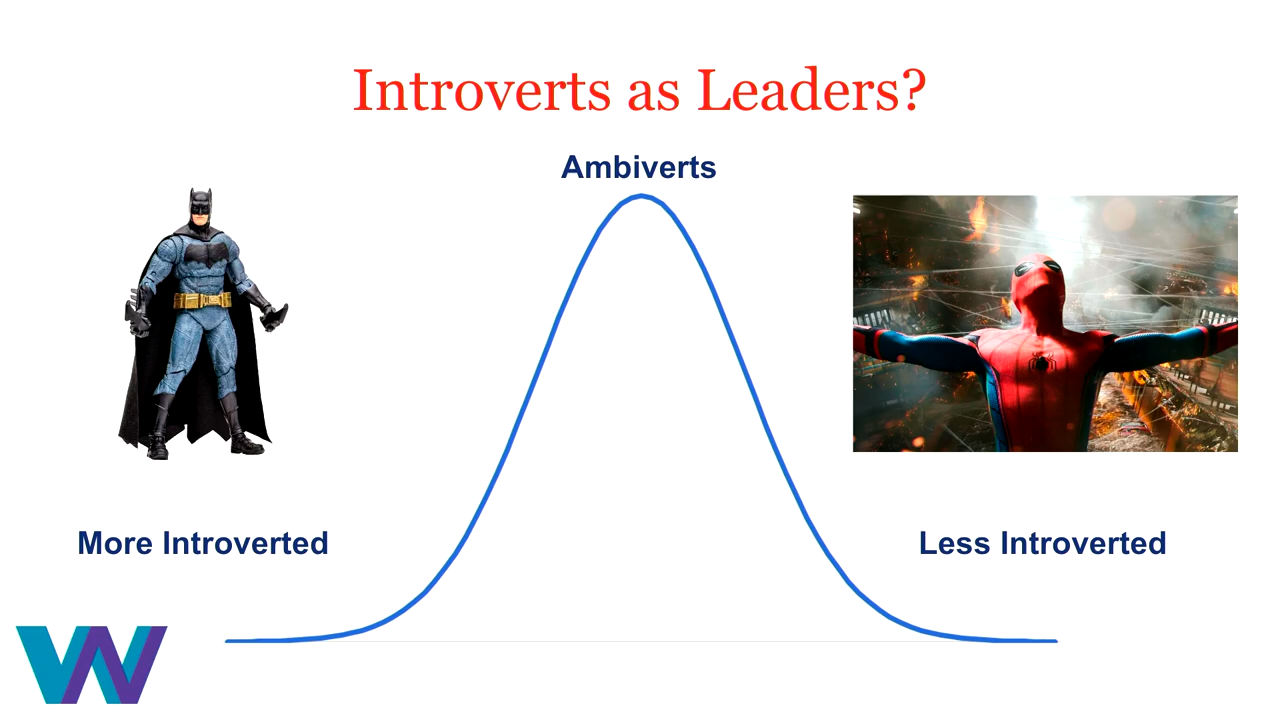 Introverts as Leaders?
Ambiverts
More Introverted
Less Introverted